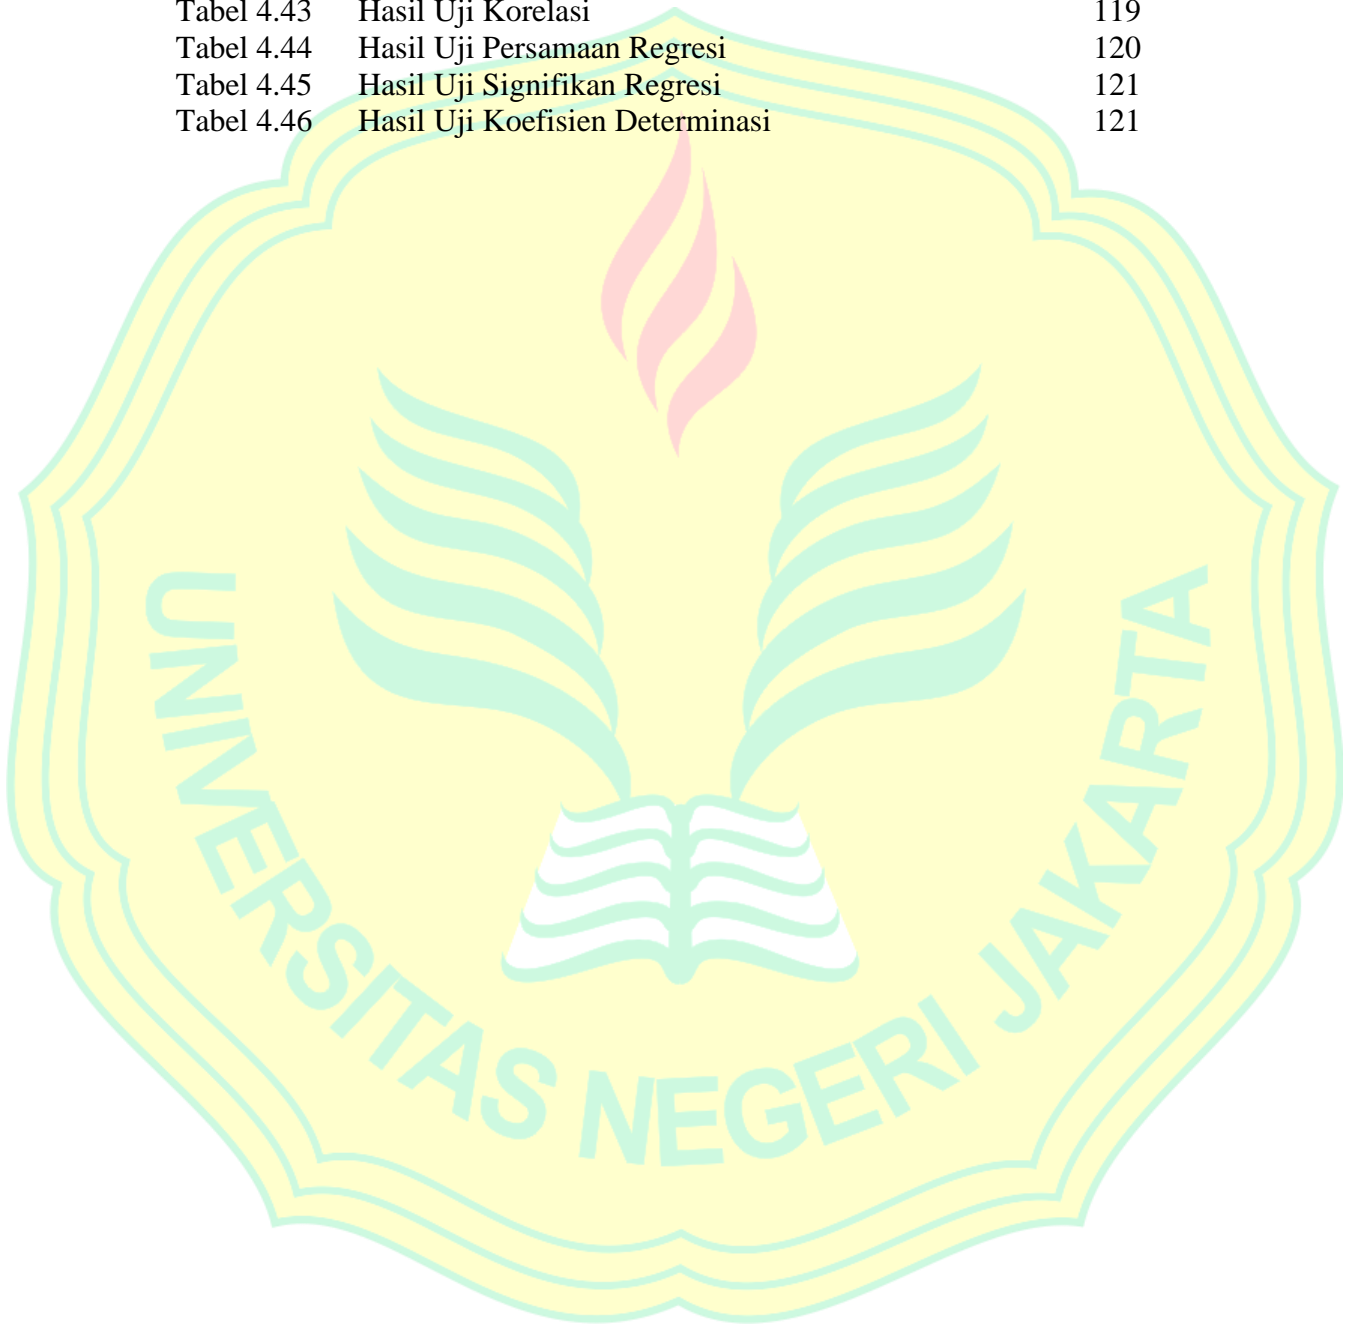 Tabel 4.43 Hasil Uji Korelasi 119
Tabel 4.44 Hasil Uji Persamaan Regresi 120
Tabel 4.45 Hasil Uji Signifikan Regresi 121
Tabel 4.46 Hasil Uji Koefisien Determinasi 121
UNIVERSITAS NEGERI JAKARTA